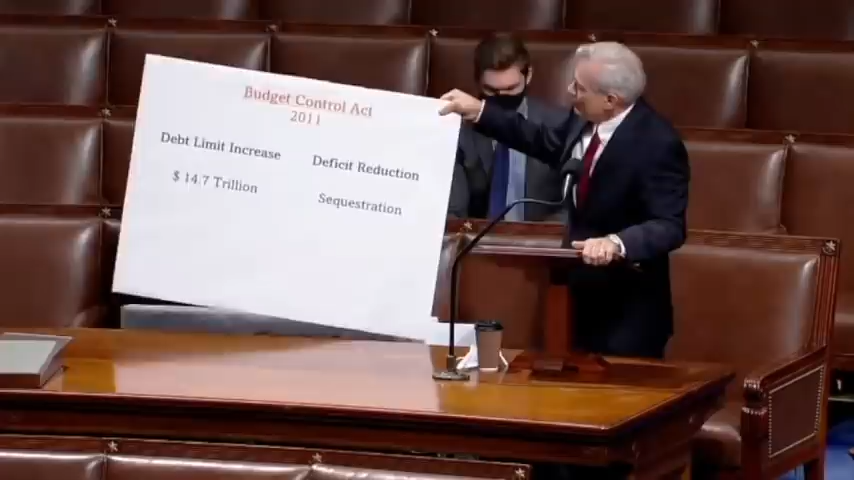 Budget Control Act
2011
Debt Limit Increase
Deficit Reduction
$ 14.7 Trillion
Sequestration